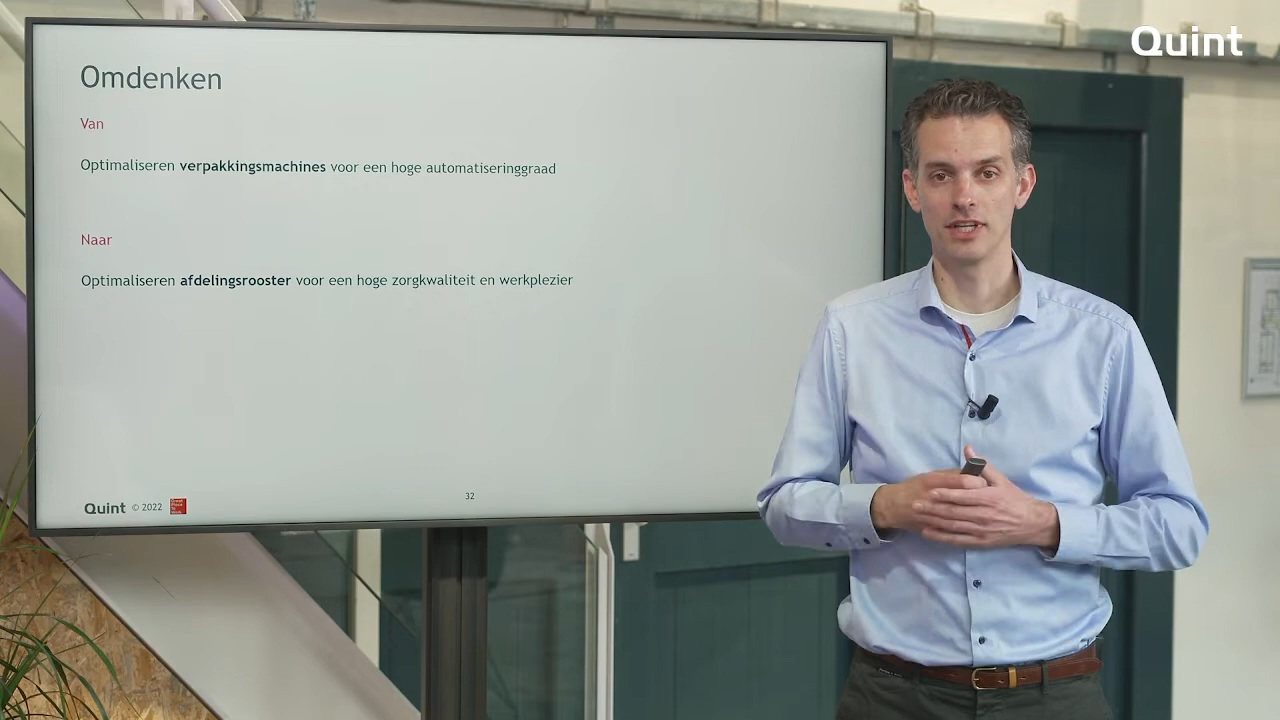 Quint
Omdenken
Van
Optimaliseren verpakkingsmachines voor een hoge automatiseringgraad
Naar
Optimaliseren afdelingsrooster voor een hoge zorgkwaliteit en werkplezier
32
Quint © 2022